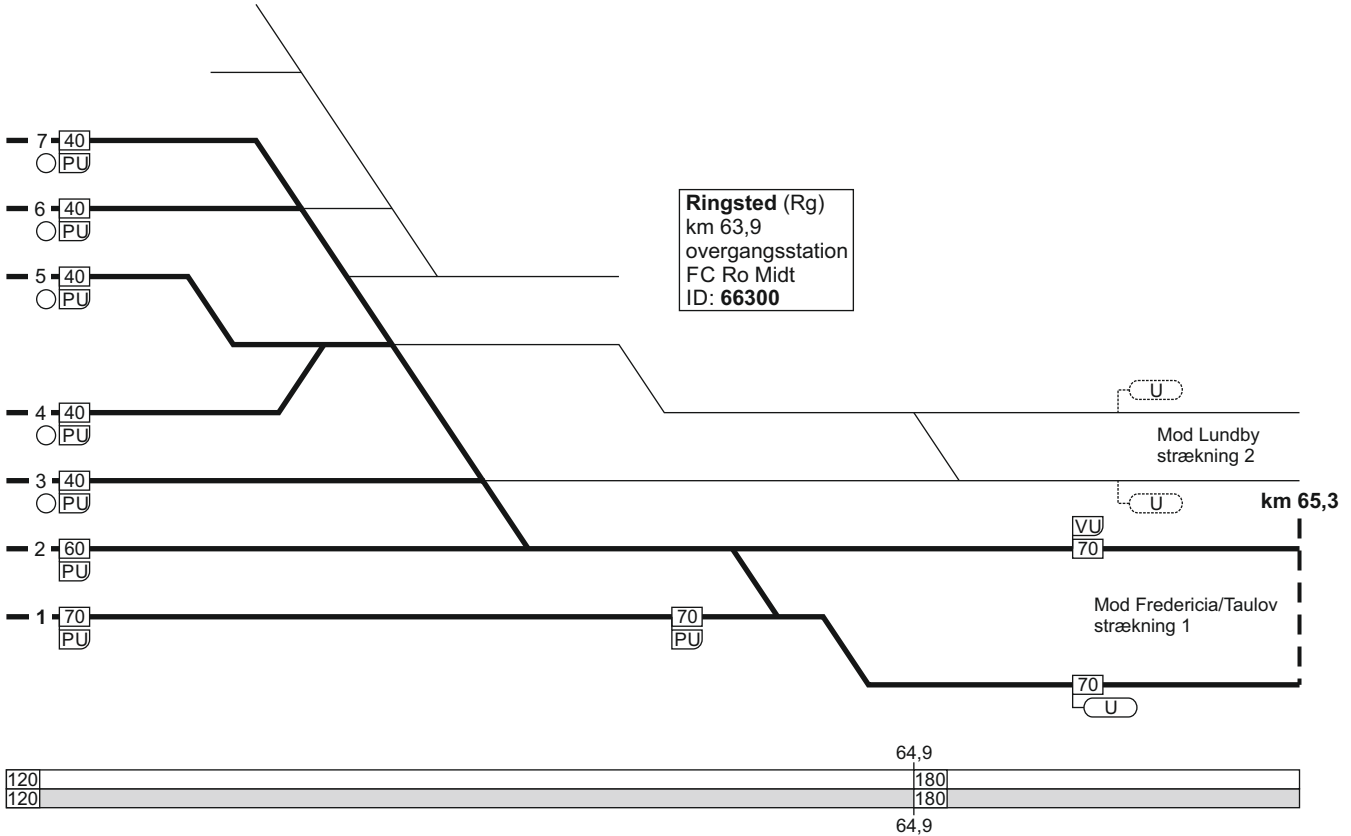 7 40
PU
6 40
PU
5 40
PU
Ringsted (Rg)
km 63,9
overgangsstation
FC Ro Midt
ID: 66300
4 40
PU
U
Mod Lundby
strækning 2
3 40
PU
U
km 65,3
VU
2 60
70
PU
1 70
70
PU
PU
Mod Fredericia/Taulov
strækning 1
70
U
64,9
120
180
120
180
64,9